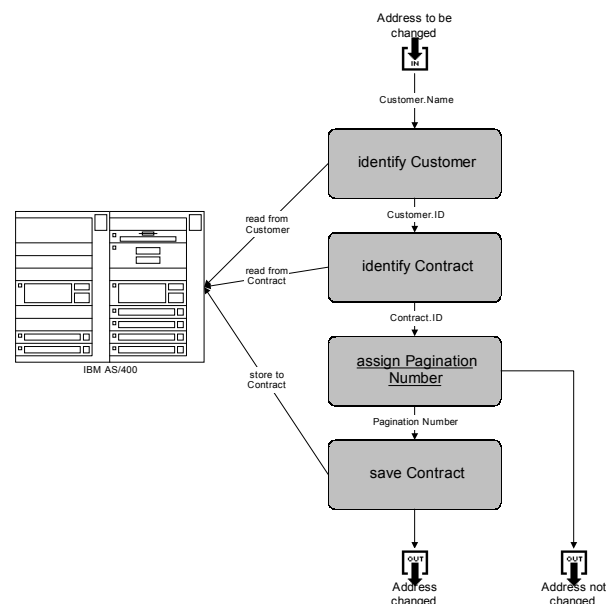 Address to be
changed
IN
Customer.Name
identify Customer
read from
Customer
Customer.ID
identify Contract
read from
Contract
Contract.ID
IBM AS/400
store to
Contract
assign Pagination
Number
Pagination Number
save Contract
OUT
Address
changed
OUT
Address not
changed